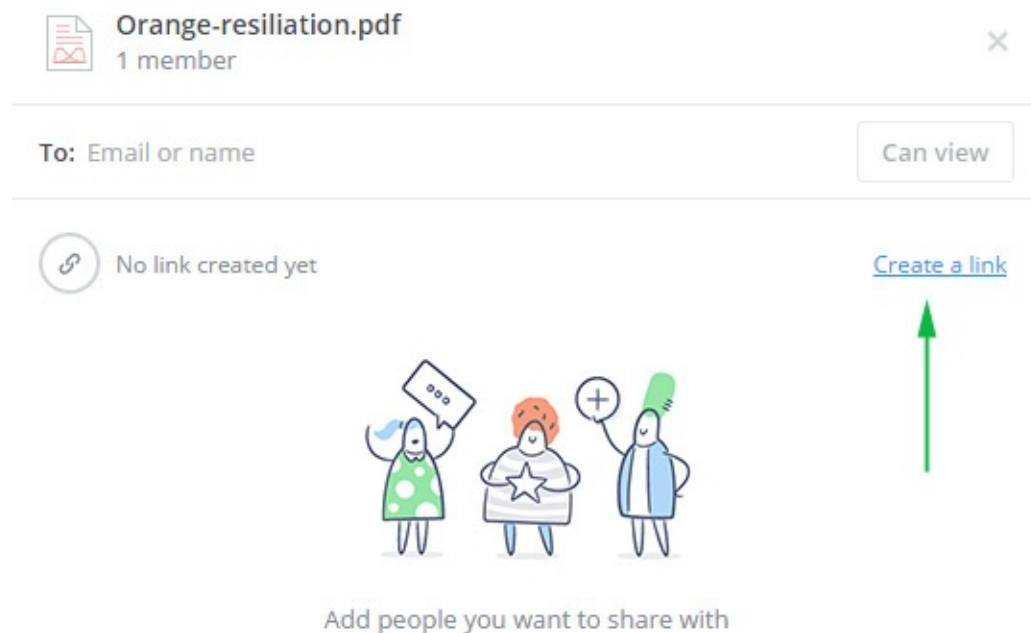 Orange-resiliation.pdf
1 member
To: Email or name
Can view
No link created yet
Create a link
Add people you want to share with